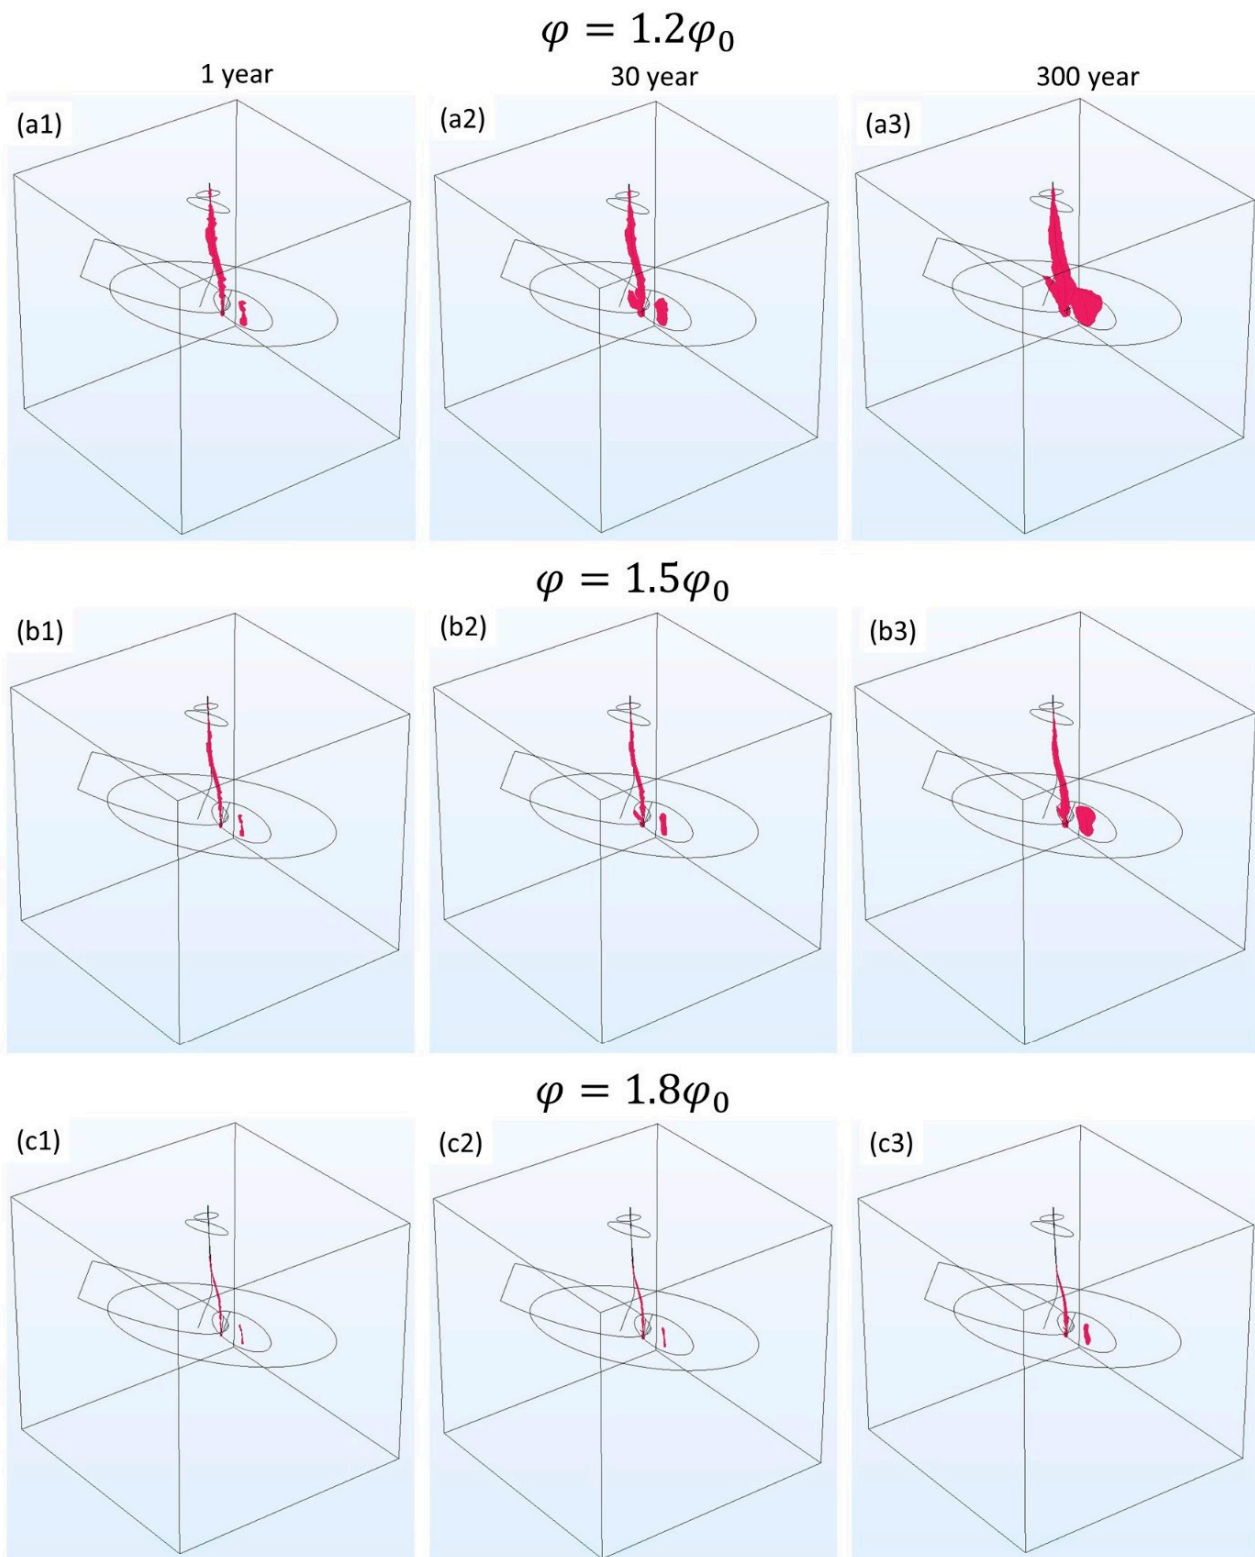 φ = 1.2φ₀
1 year 30 year 300 year
(a1) (a2) (a3)
φ = 1.5φ₀
(b1) (b2) (b3)
φ = 1.8φ₀
(c1) (c2) (c3)